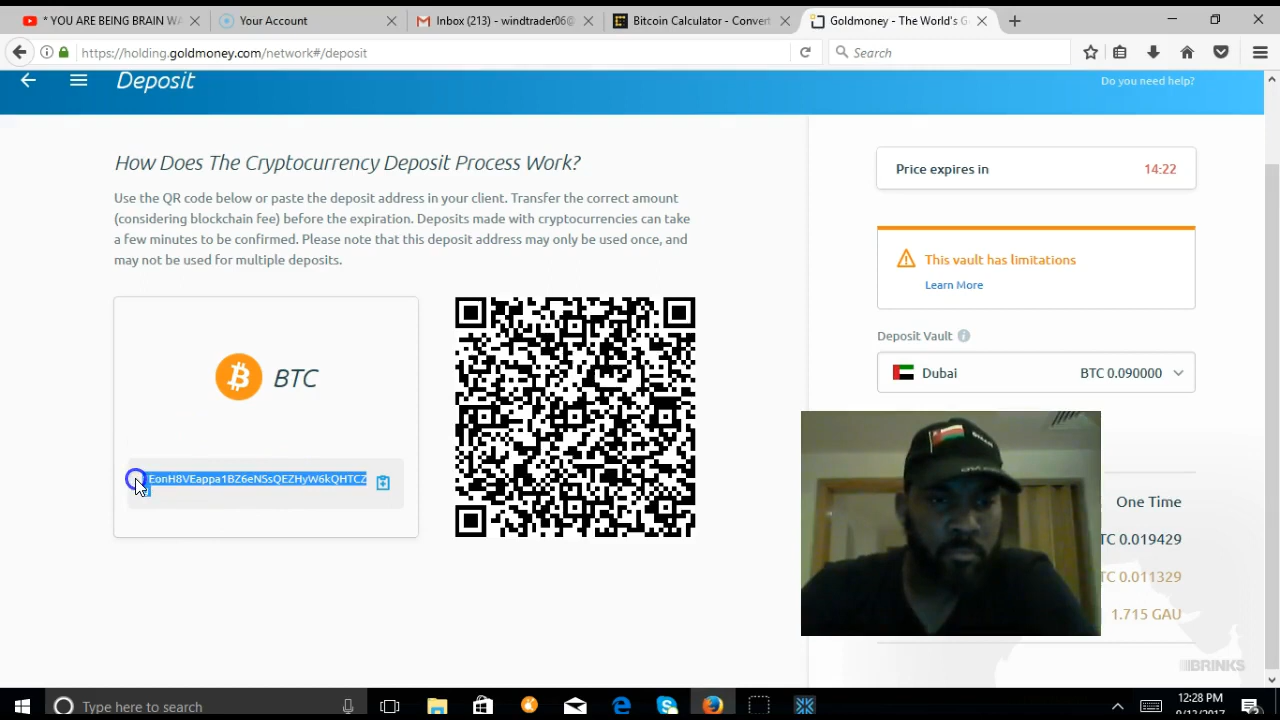 * YOU ARE BEING BRAIN WA
Your Account
Inbox (213) - windtrader06@
Bitcoin Calculator - Convert
Goldmoney - The World's G
https://holding.goldmoney.com/network#/deposit
Search
Deposit
Do you need help?
How Does The Cryptocurrency Deposit Process Work?
Use the QR code below or paste the deposit address in your client. Transfer the correct amount
(considering blockchain fee) before the expiration. Deposits made with cryptocurrencies can take
a few minutes to be confirmed. Please note that this deposit address may only be used once, and
may not be used for multiple deposits.
Price expires in 14:22
This vault has limitations
Learn More
Deposit Vault
Dubai BTC 0.090000
BTC
EonH8VEappa1BZ6eNSsQEZHyW6kQHTCZ
One Time
TC 0.019429
TC 0.011329
1.715 GAU
BRINKS
Type here to search
12:28 PM